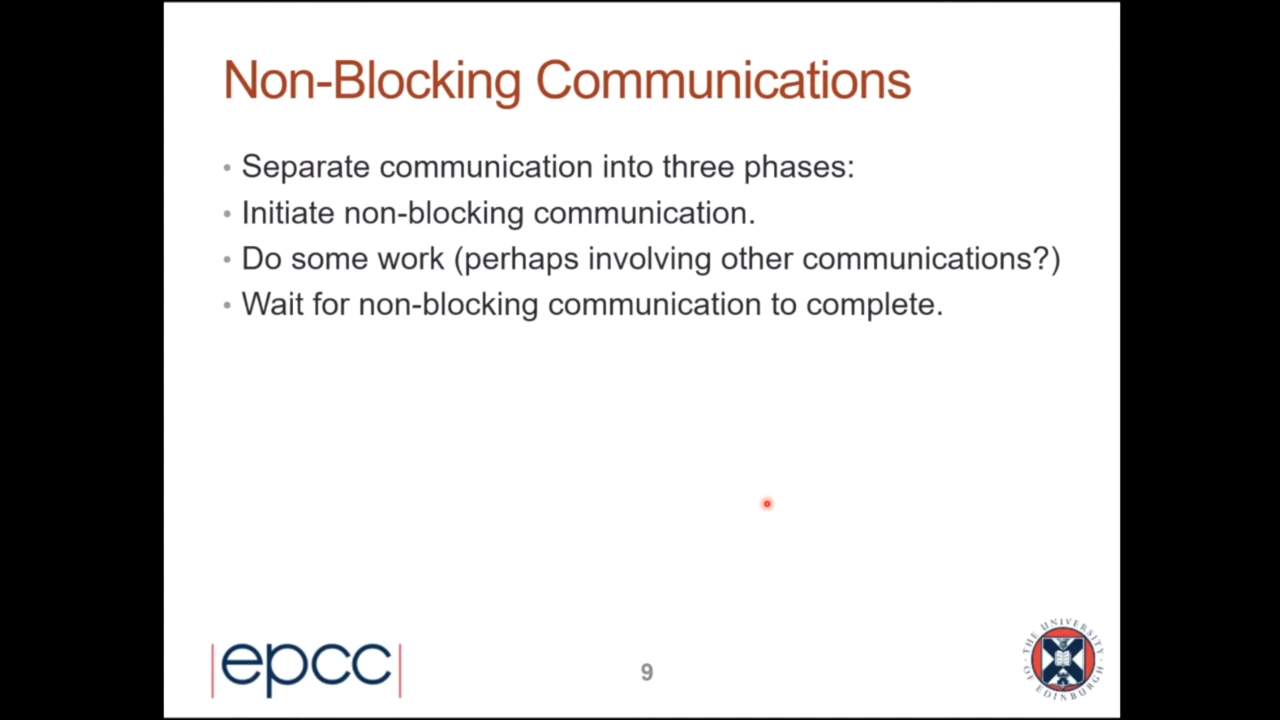 Non-Blocking Communications
• Separate communication into three phases:
• Initiate non-blocking communication.
• Do some work (perhaps involving other communications?)
• Wait for non-blocking communication to complete.
|epcc|
9
THE UNIVERSITY OF EDINBURGH